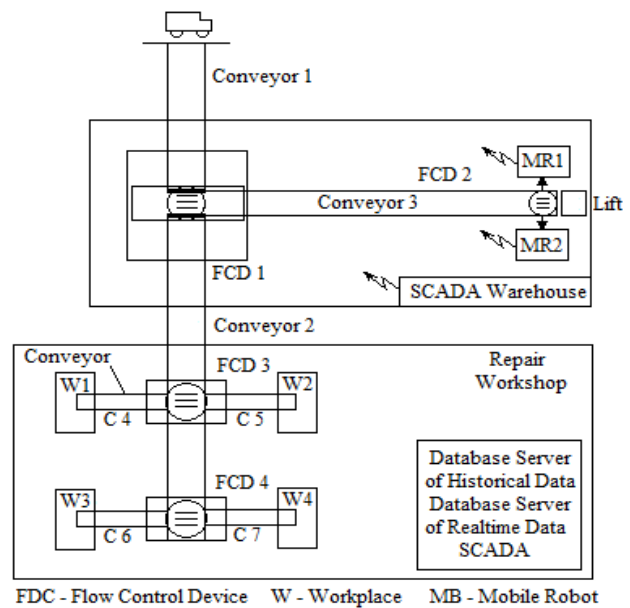 Conveyor 1
MR1
FCD 2
Conveyor 3
Lift
MR2
FCD 1
SCADA Warehouse
Conveyor 2
Conveyor
FCD 3
Repair
Workshop
W1
W2
C 4
C 5
Database Server
of Historical Data
Database Server
of Realtime Data
SCADA
FCD 4
W3
W4
C 6
C 7
FDC - Flow Control Device W - Workplace MB - Mobile Robot